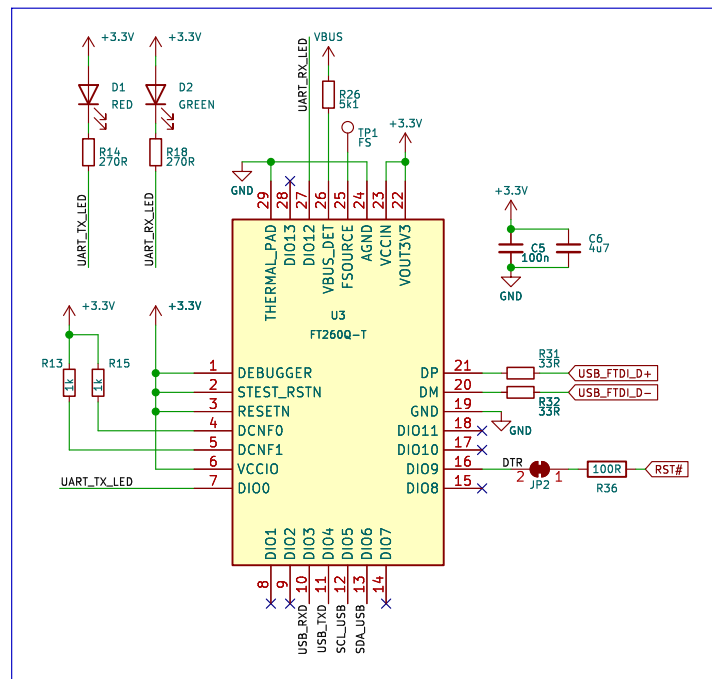 +3.3V
+3.3V
VBUS
D1
RED
D2
GREEN
UART_RX_LED
R26
5k1
TP1
FS
+3.3V
R14
270R
R18
270R
UART_TX_LED
UART_RX_LED
GND
29
28
27
26
25
24
23
22
THERMAL_PAD
DIO13
DIO12
VBUS_DET
FSOURCE
AGND
VCCIN
VOUT3V3
+3.3V
C5
100n
C6
4u7
GND
+3.3V
+3.3V
U3
FT260Q-T
R13
1k
R15
1k
1 DEBUGGER
2 STEST_RSTN
3 RESETN
4 DCNF0
5 DCNF1
6 VCCIO
7 DIO0
UART_TX_LED
DP 21
DM 20
GND 19
DIO11 18
DIO10 17
DIO9 16
DIO8 15
R31
33R
USB_FTDI_D+
USB_FTDI_D-
R32
33R
GND
DTR
2 1
JP2
100R
R36
RST#
DIO1
DIO2
DIO3
DIO4
DIO5
DIO6
DIO7
8
9
10
11
12
13
14
USB_RXD
USB_TXD
SCL_USB
SDA_USB